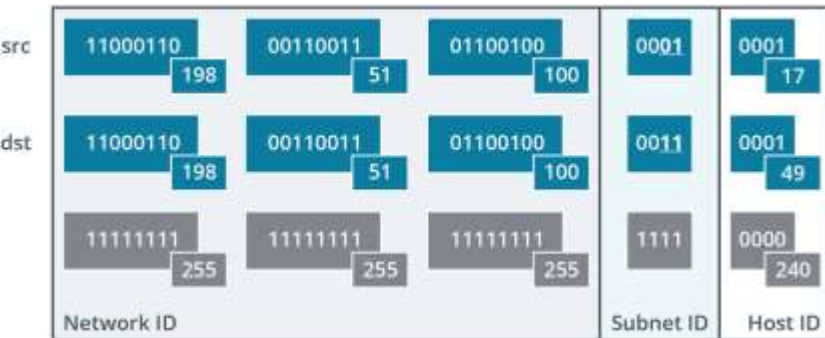 src 11000110 00110011 01100100 0001 0001
198 51 100 17
dst 11000110 00110011 01100100 0011 0001
198 51 100 49
11111111 11111111 11111111 1111 0000
255 255 255 240
Network ID Subnet ID Host ID